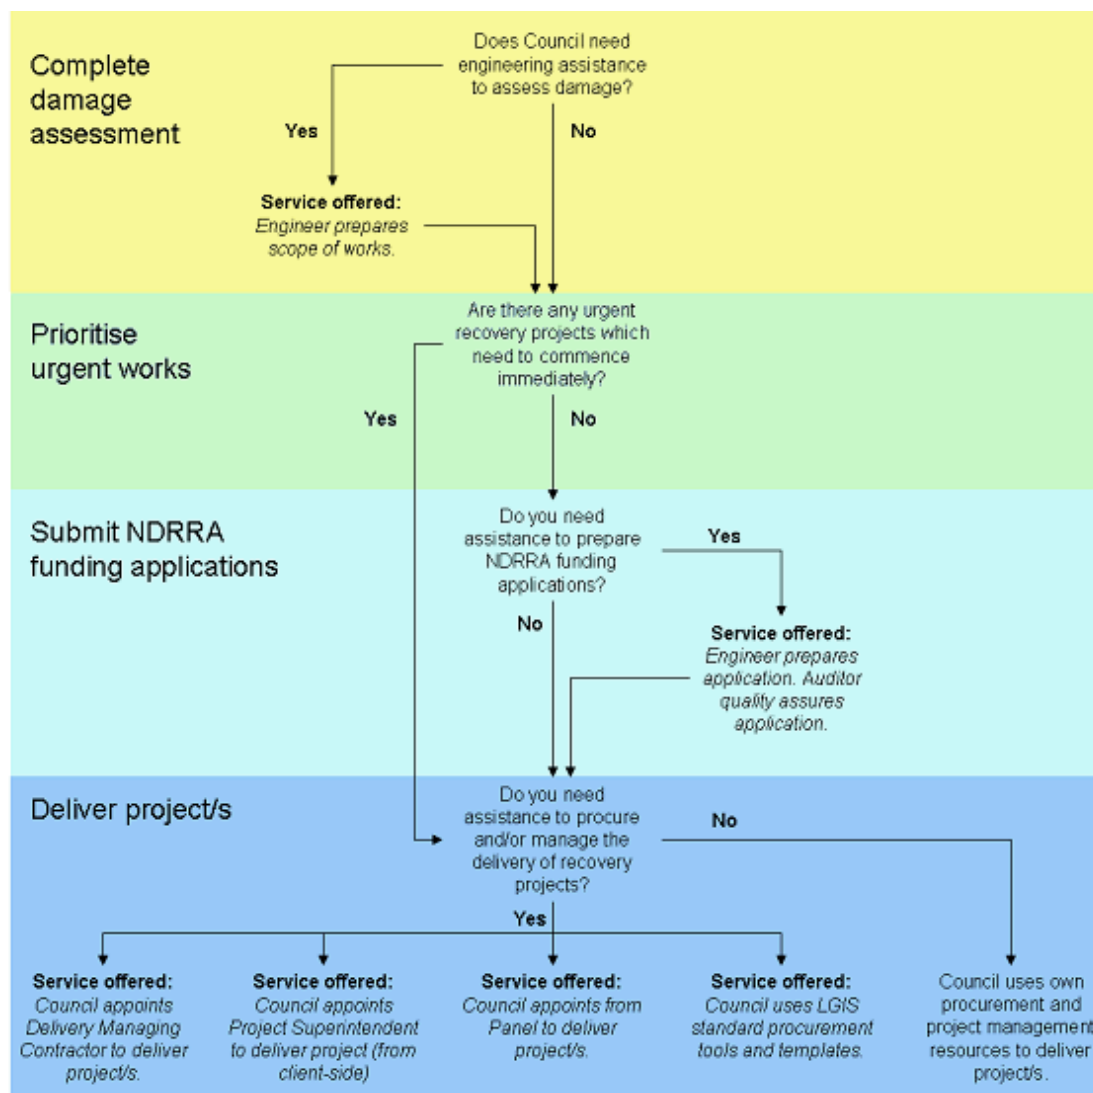 Complete
damage
assessment
Does Council need
engineering assistance
to assess damage?
Yes
No
Service offered:
Engineer prepares
scope of works.
Prioritise
urgent works
Are there any urgent
recovery projects which
need to commence
immediately?
Yes
No
Submit NDRRA
funding applications
Do you need
assistance to prepare
NDRRA funding
applications?
Yes
No
Service offered:
Engineer prepares
application. Auditor
quality assures
application.
Deliver project/s
Do you need
assistance to procure
and/or manage the
delivery of recovery
projects?
No
Yes
Service offered:
Council appoints
Delivery Managing
Contractor to deliver
project/s.
Service offered:
Council appoints
Project Superintendent
to deliver project (from
client-side)
Service offered:
Council appoints from
Panel to deliver
project/s.
Service offered:
Council uses LGIS
standard procurement
tools and templates.
Council uses own
procurement and
project management
resources to deliver
project/s.